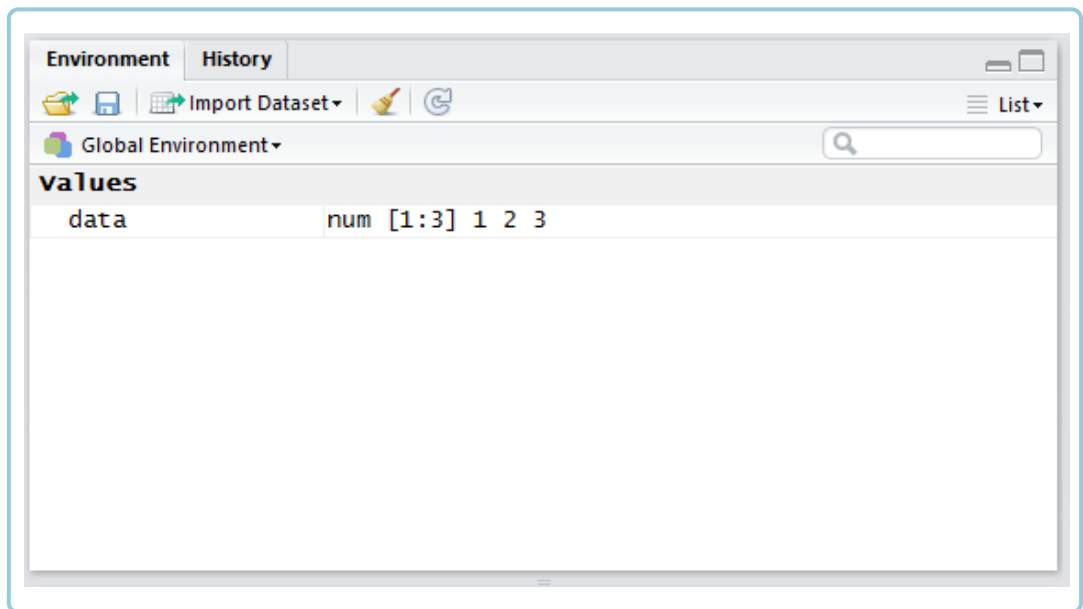 Environment History
Import Dataset List
Global Environment
Values
data num [1:3] 1 2 3